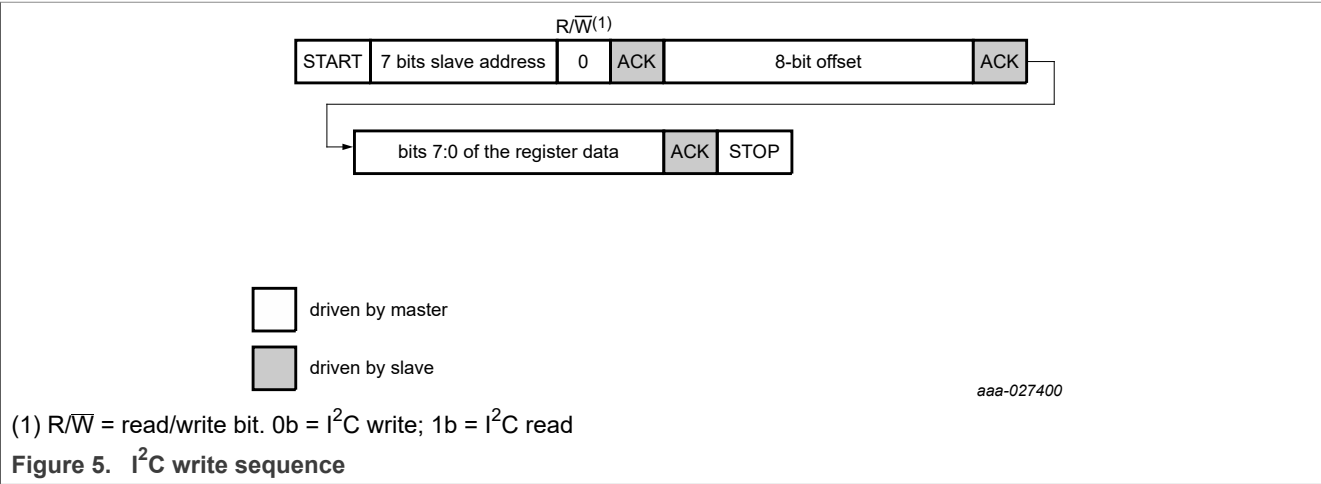 R/W̅(1)
START 7 bits slave address 0 ACK 8-bit offset ACK
bits 7:0 of the register data ACK STOP
driven by master
driven by slave
aaa-027400
(1) R/W̅ = read/write bit. 0b = I²C write; 1b = I²C read
Figure 5. I²C write sequence